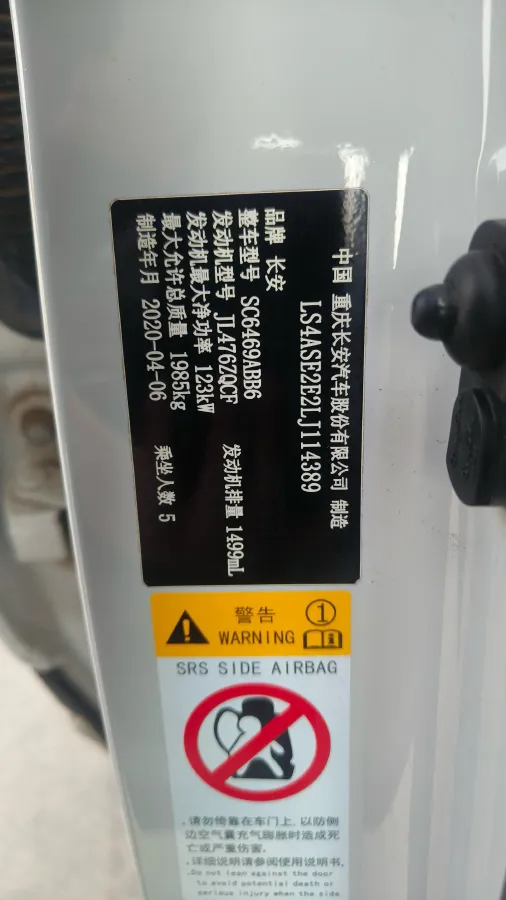 中国 重庆长安汽车股份有限公司 制造
LS4ASE2E2LJ114389
品牌 长安
整车型号 SC6469ABB6
发动机型号 JL476ZQCF 发动机排量 1499mL
发动机最大净功率 123kW
最大允许总质量 1985kg
制造年月 2020-04-06 乘坐人数 5
警告 1
WARNING
SRS SIDE AIRBAG
.请勿倚靠在车门上,以防侧
边空气囊充气膨胀时造成死
亡或严重伤害.
.详细说明请参阅使用说明书.
.Do not lean against the door
to avoid potential death or
serious injury when the side